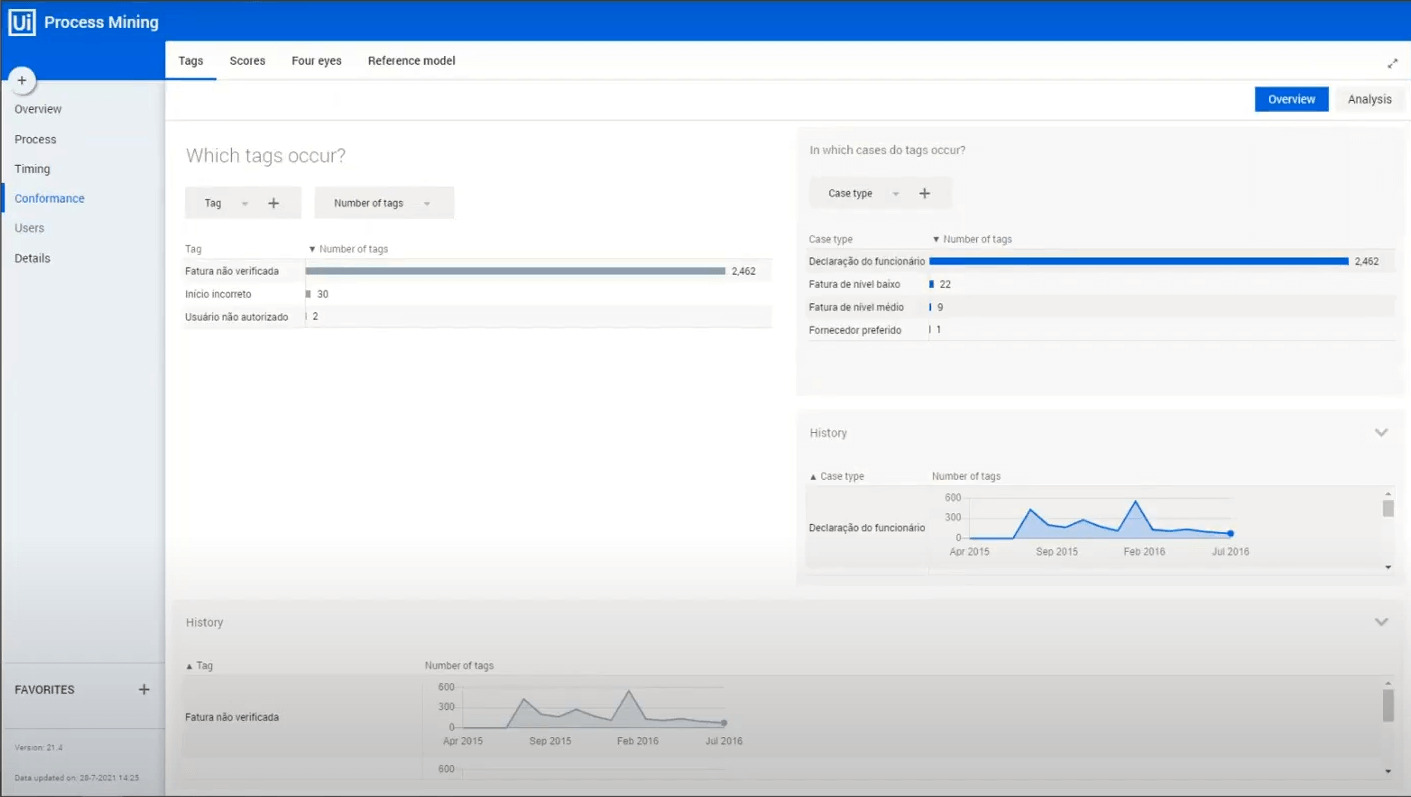 Ui Process Mining
Tags Scores Four eyes Reference model
+
Overview
Process
Timing
Conformance
Users
Details
FAVORITES +
Version: 21.4
Data updated on: 28-7-2021 14:25
Overview Analysis
Which tags occur?
Tag + Number of tags
Tag ▼ Number of tags
Fatura não verificada 2,462
Início incorreto 30
Usuário não autorizado 2
In which cases do tags occur?
Case type +
Case type ▼ Number of tags
Declaração do funcionário 2,462
Fatura de nível baixo 22
Fatura de nível médio 9
Fornecedor preferido 1
History
▲ Case type Number of tags
600
300
Declaração do funcionário
0
Apr 2015 Sep 2015 Feb 2016 Jul 2016
History
▲ Tag Number of tags
600
300
Fatura não verificada
0
Apr 2015 Sep 2015 Feb 2016 Jul 2016
600